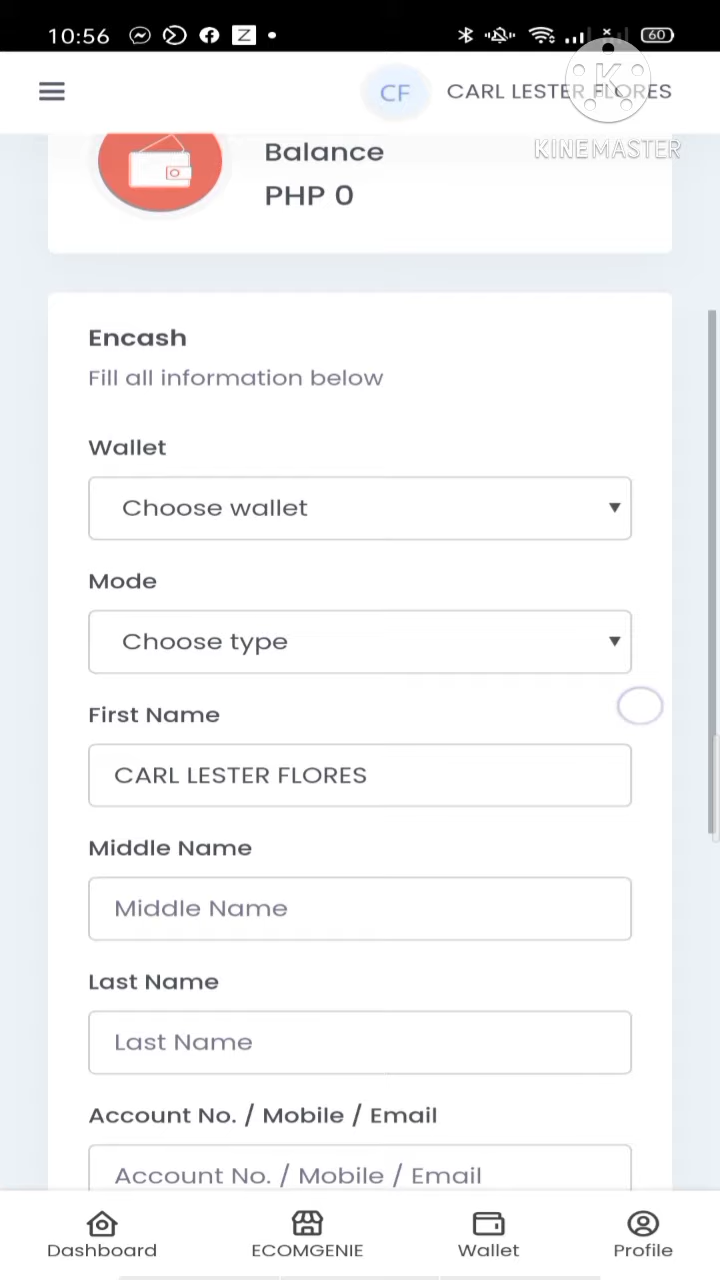 10:56
Z
60
CF
CARL LESTER FLORES
K
KINEMASTER
Balance
PHP 0
Encash
Fill all information below
Wallet
Choose wallet
Mode
Choose type
First Name
CARL LESTER FLORES
Middle Name
Middle Name
Last Name
Last Name
Account No. / Mobile / Email
Account No. / Mobile / Email
Dashboard
ECOMGENIE
Wallet
Profile